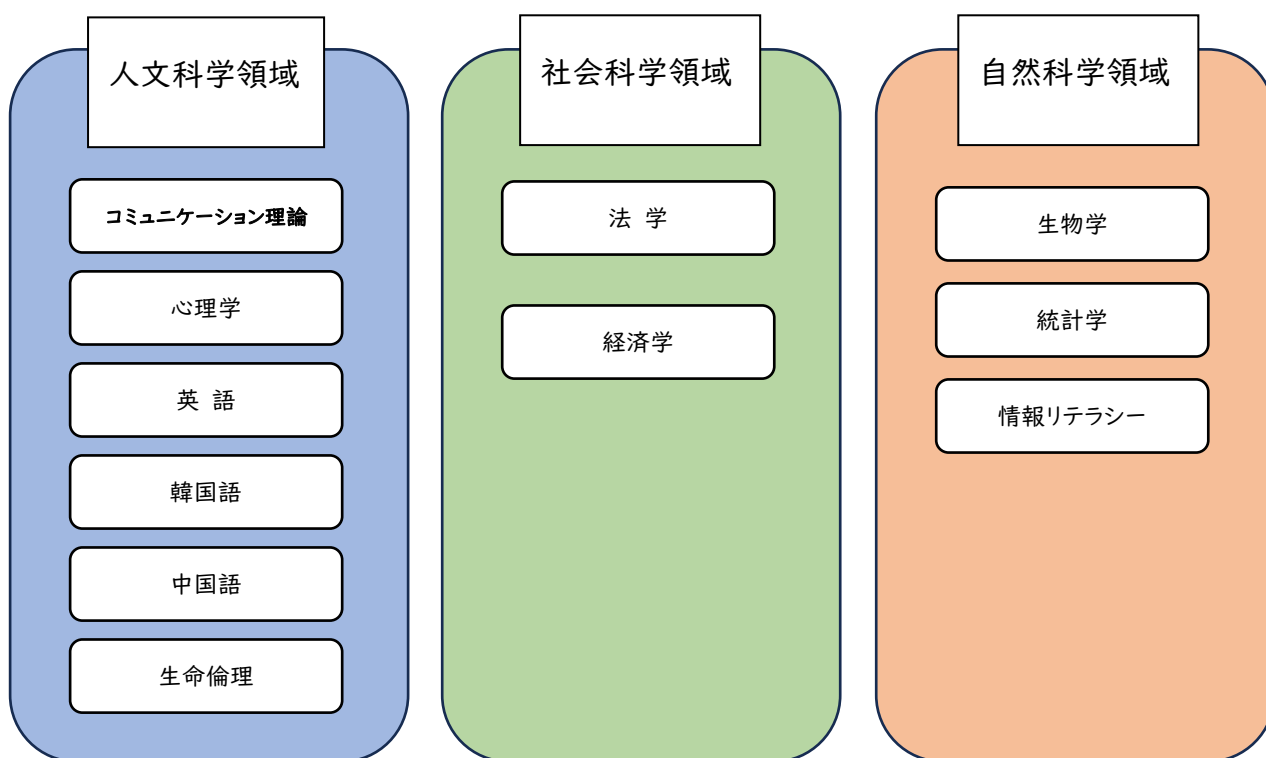 人文科学領域
コミュニケーション理論
心理学
英 語
韓国語
中国語
生命倫理
社会科学領域
法 学
経済学
自然科学領域
生物学
統計学
情報リテラシー